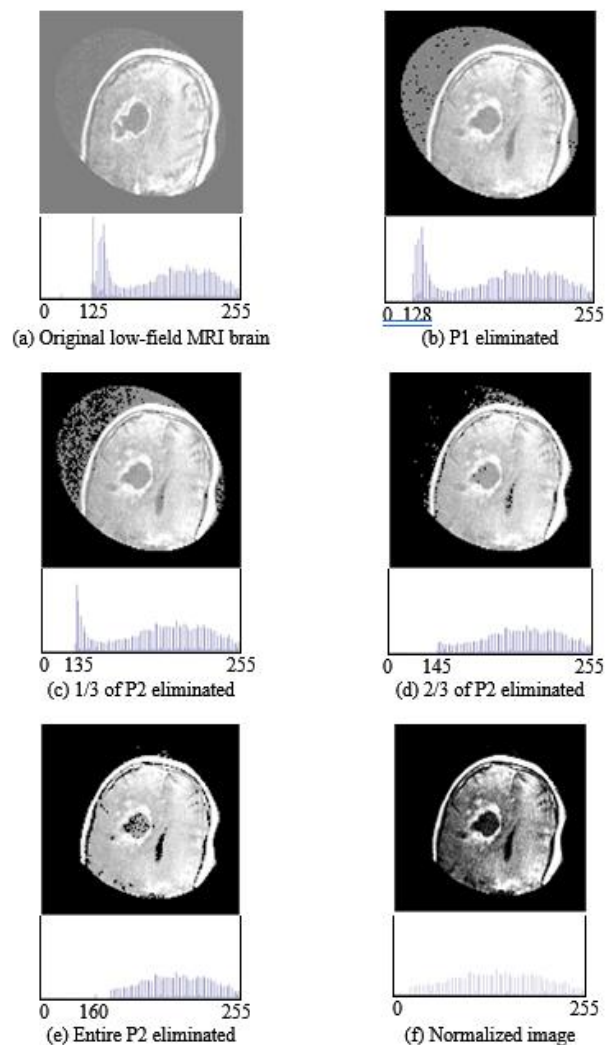 125 255
0 128 255
(a) Original low-field MRI brain
(b) P1 eliminated
0 135 255
0 145 255
(c) 1/3 of P2 eliminated
(d) 2/3 of P2 eliminated
0 160 255
0 255
(e) Entire P2 eliminated
(f) Normalized image